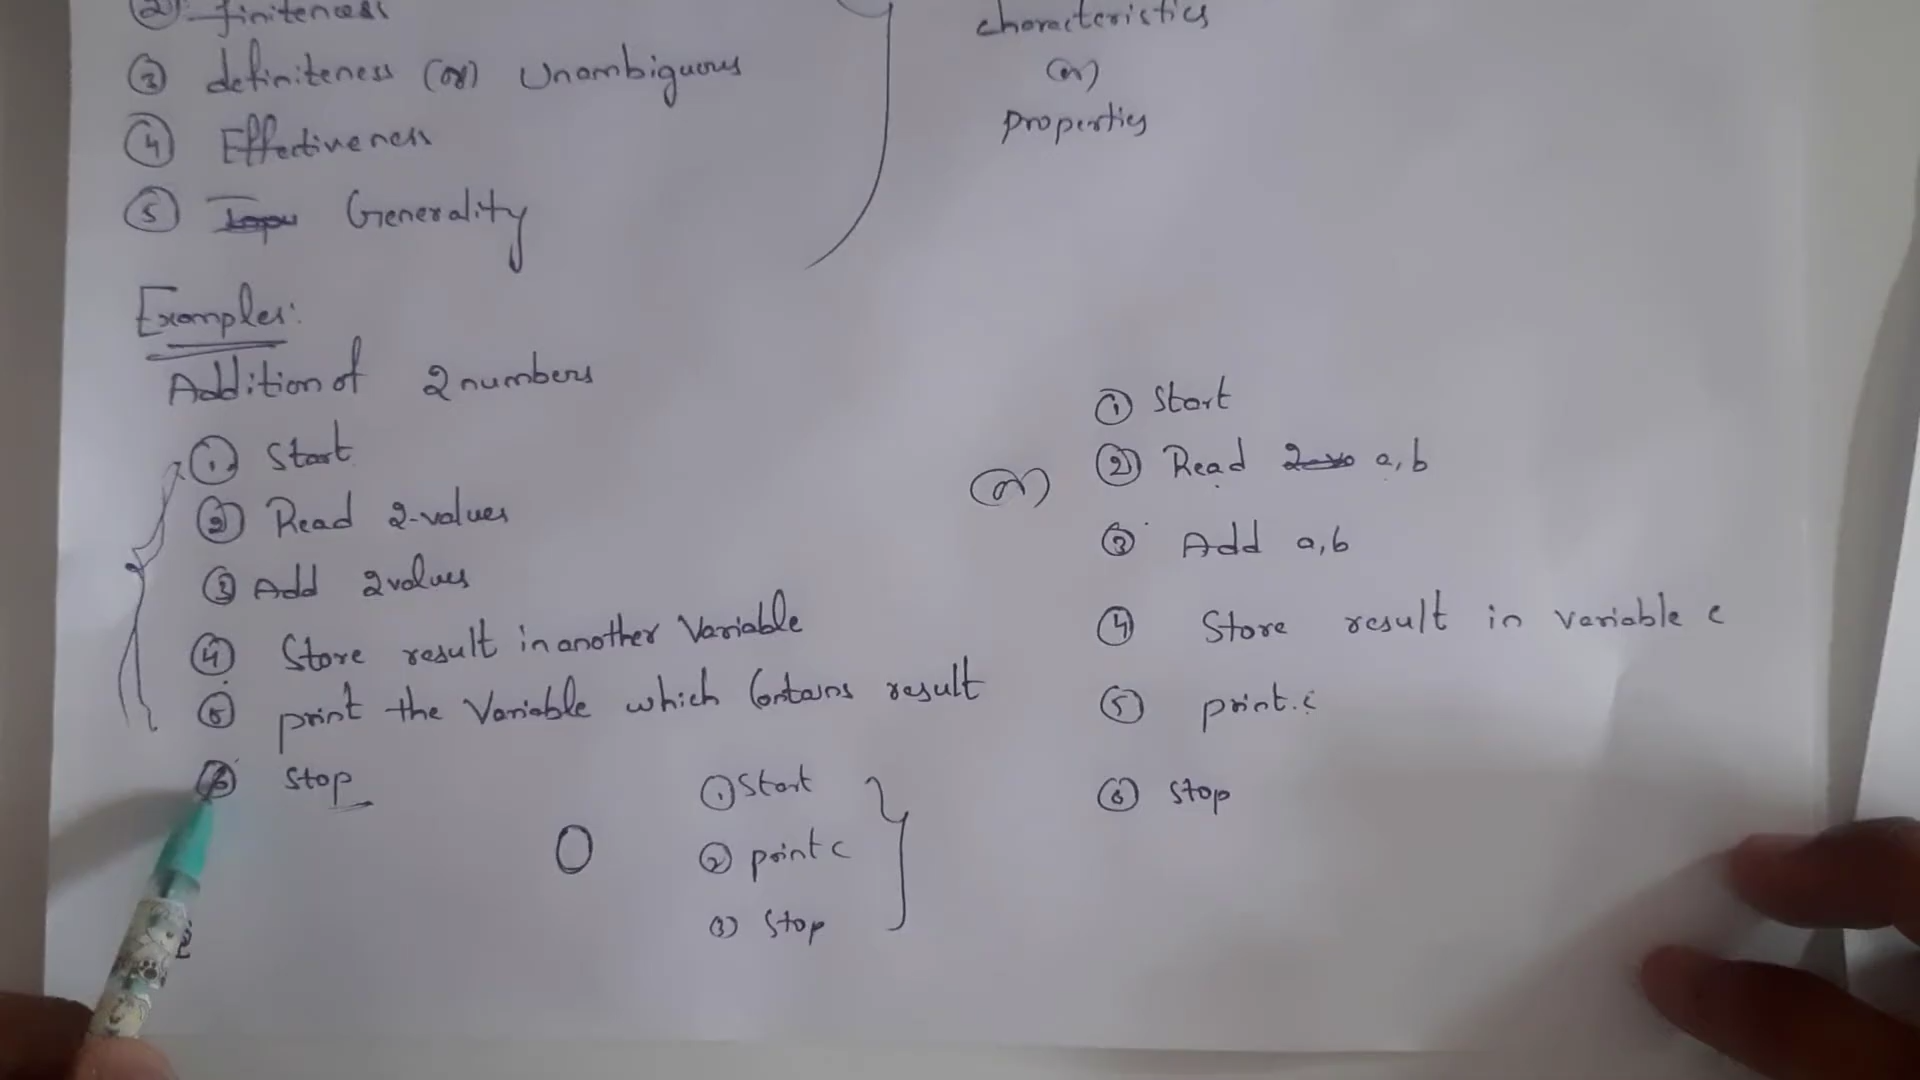 ② finiteness
③ definiteness (or) Unambiguous
④ Effectiveness
⑤ Generality
characteristics
(or)
properties
Examples:
Addition of 2 numbers
① Start
② Read 2-values
③ Add 2 values
④ Store result in another Variable
⑤ print the Variable which Contains result
⑥ Stop
(or)
① Start
② Read a, b
③ Add a, b
④ Store result in variable c
⑤ print c
⑥ Stop
0
① Start
② print c
③ Stop